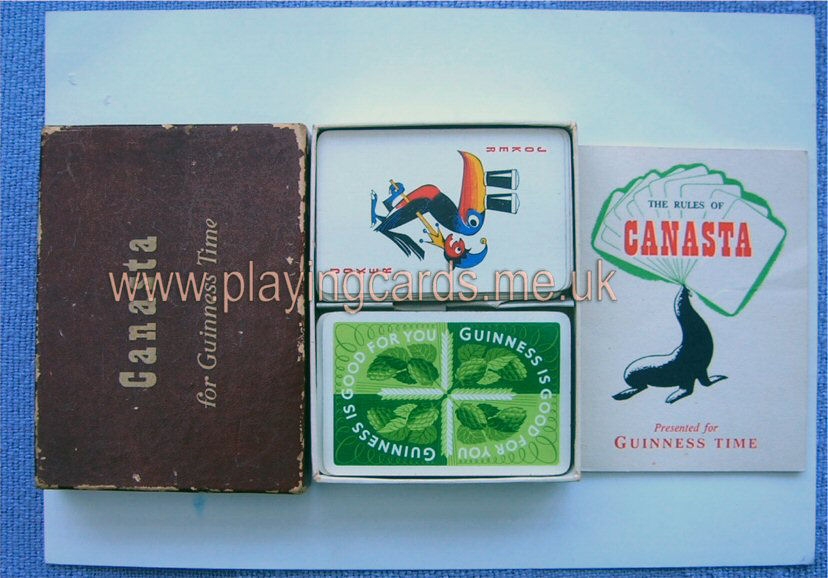 Canasta
for Guinness Time
JOKER
JOKER
GUINNESS IS GOOD FOR YOU
GUINNESS IS GOOD FOR YOU
THE RULES OF
CANASTA
Presented for
GUINNESS TIME
www.playingcards.me.uk